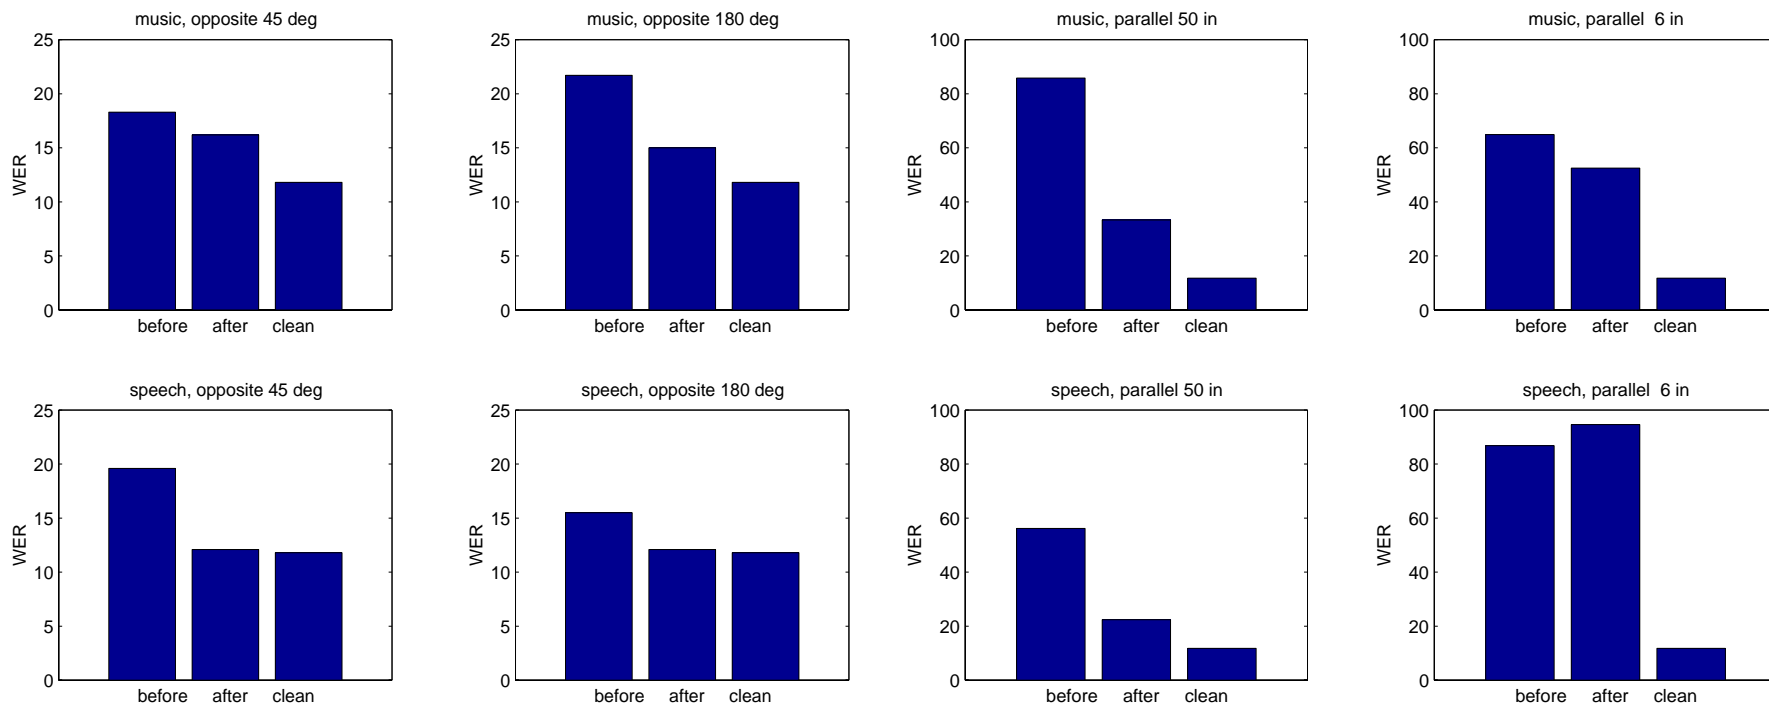 music, opposite 45 deg
25
20
15
10
5
0
WER
before after clean
music, opposite 180 deg
25
20
15
10
5
0
WER
before after clean
music, parallel 50 in
100
80
60
40
20
0
WER
before after clean
music, parallel  6 in
100
80
60
40
20
0
WER
before after clean
speech, opposite 45 deg
25
20
15
10
5
0
WER
before after clean
speech, opposite 180 deg
25
20
15
10
5
0
WER
before after clean
speech, parallel 50 in
100
80
60
40
20
0
WER
before after clean
speech, parallel  6 in
100
80
60
40
20
0
WER
before after clean